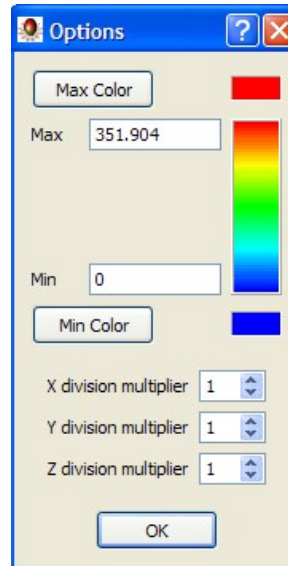 Options
Max Color
Max 351.904
Min 0
Min Color
X division multiplier 1
Y division multiplier 1
Z division multiplier 1
OK